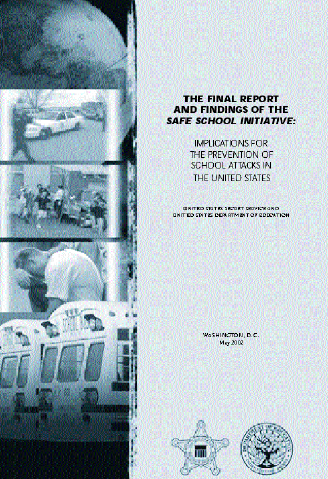 THE FINAL REPORT
AND FINDINGS OF THE
SAFE SCHOOL INITIATIVE:
IMPLICATIONS FOR
THE PREVENTION OF
SCHOOL ATTACKS IN
THE UNITED STATES
UNITED STATES SECRET SERVICE AND
UNITED STATES DEPARTMENT OF EDUCATION
WASHINGTON, D.C.
May 2002